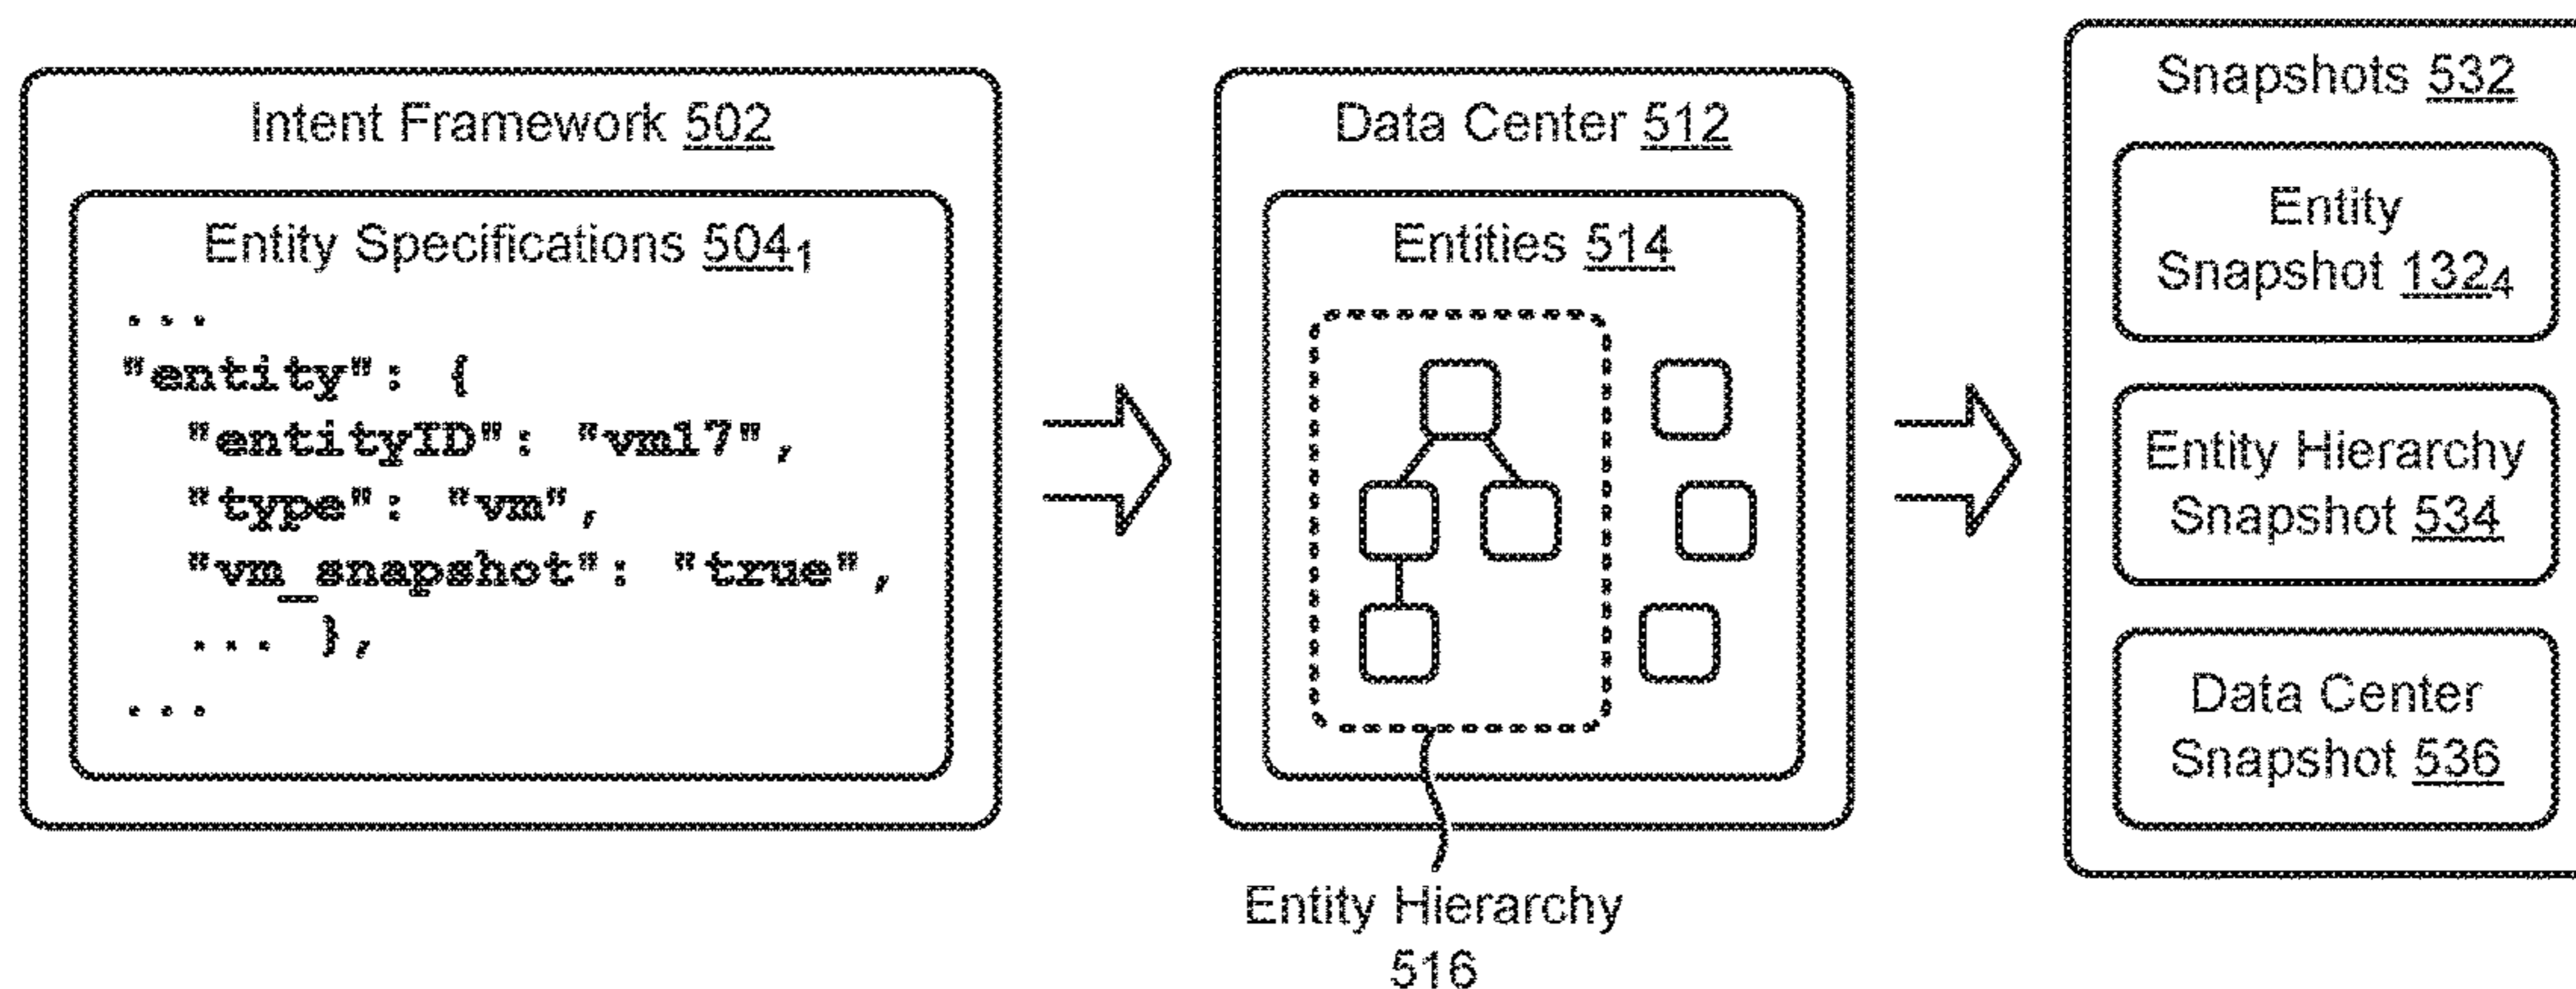 Intent Framework 502
Entity Specifications 504₁
...
"entity": {
"entityID": "vm17",
"type": "vm",
"vm_snapshot": "true",
... },
...
Data Center 512
Entities 514
Entity Hierarchy
516
Snapshots 532
Entity
Snapshot 132₄
Entity Hierarchy
Snapshot 534
Data Center
Snapshot 536